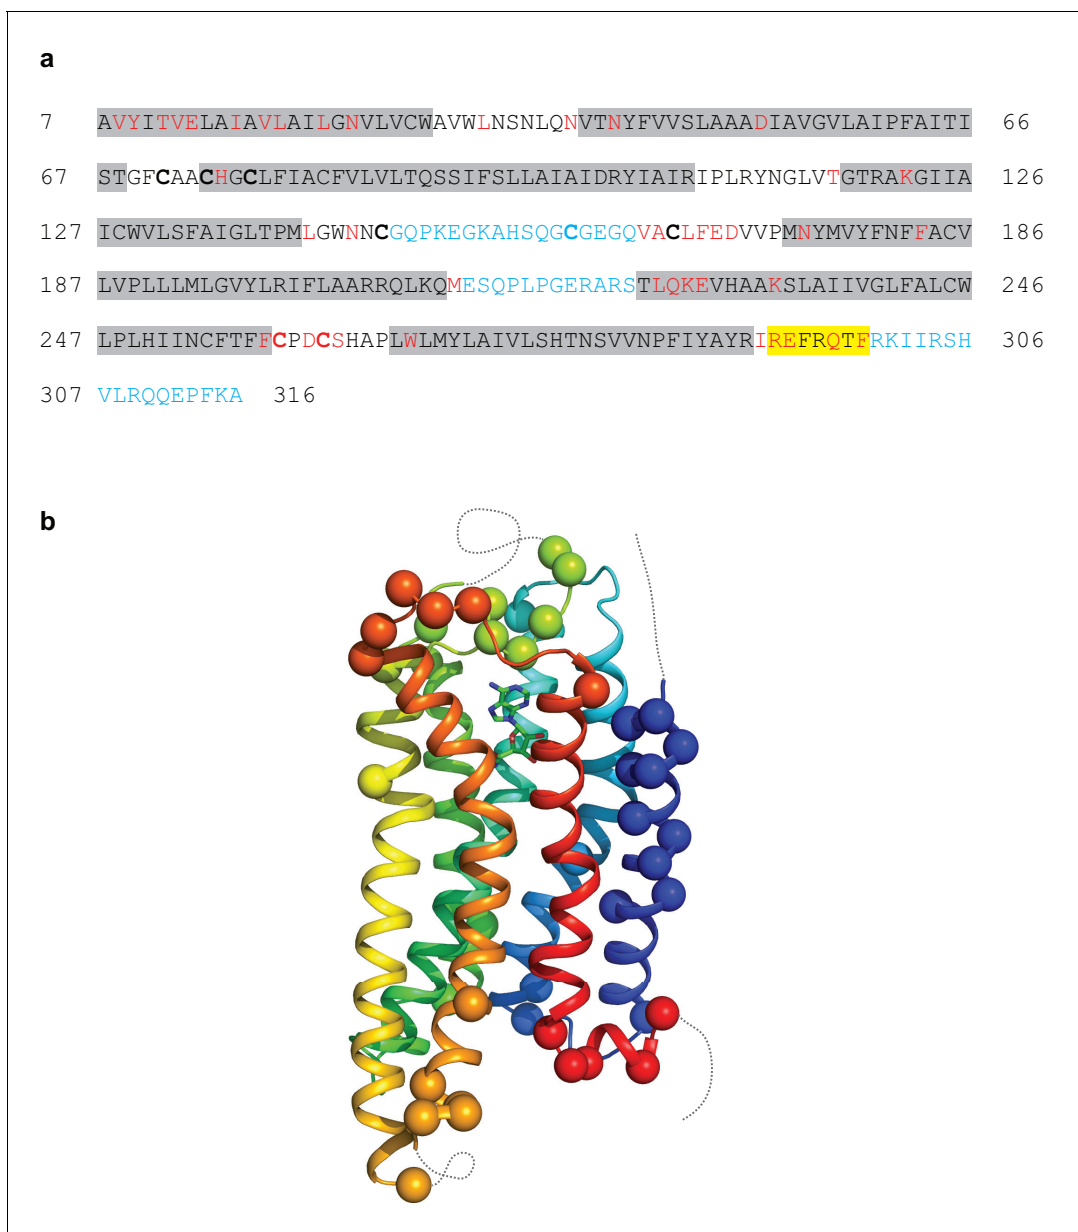 a
7 AVYITVELAIAVLAILGNVLVCWAVWLNSNLQNVTNYFVVSLAAADIAVGVLAIPFAITI 66
67 STGFCAACHGCLFIACFVLVLTQSSIFSLLAIAIDRYIAIRIPLRYNGLVTGTRAKGIIA 126
127 ICWVLSFAIGLTPMLGWNNCGQPKEGKAHSQGCGEGQVACLFEDVVPMNYMVYFNFFACV 186
187 LVPLLLMLGVYLRIFLAARRQLKQMESQPLPGERARSTLQKEVHAAKSLAIIVGLFALCW 246
247 LPLHIINCFTFFCPDCSHAPLWLMYLAIVLSHTNSVVNPFIYAYRIREFRQTFRKIIRSH 306
307 VLRQQEPFKA 316
b